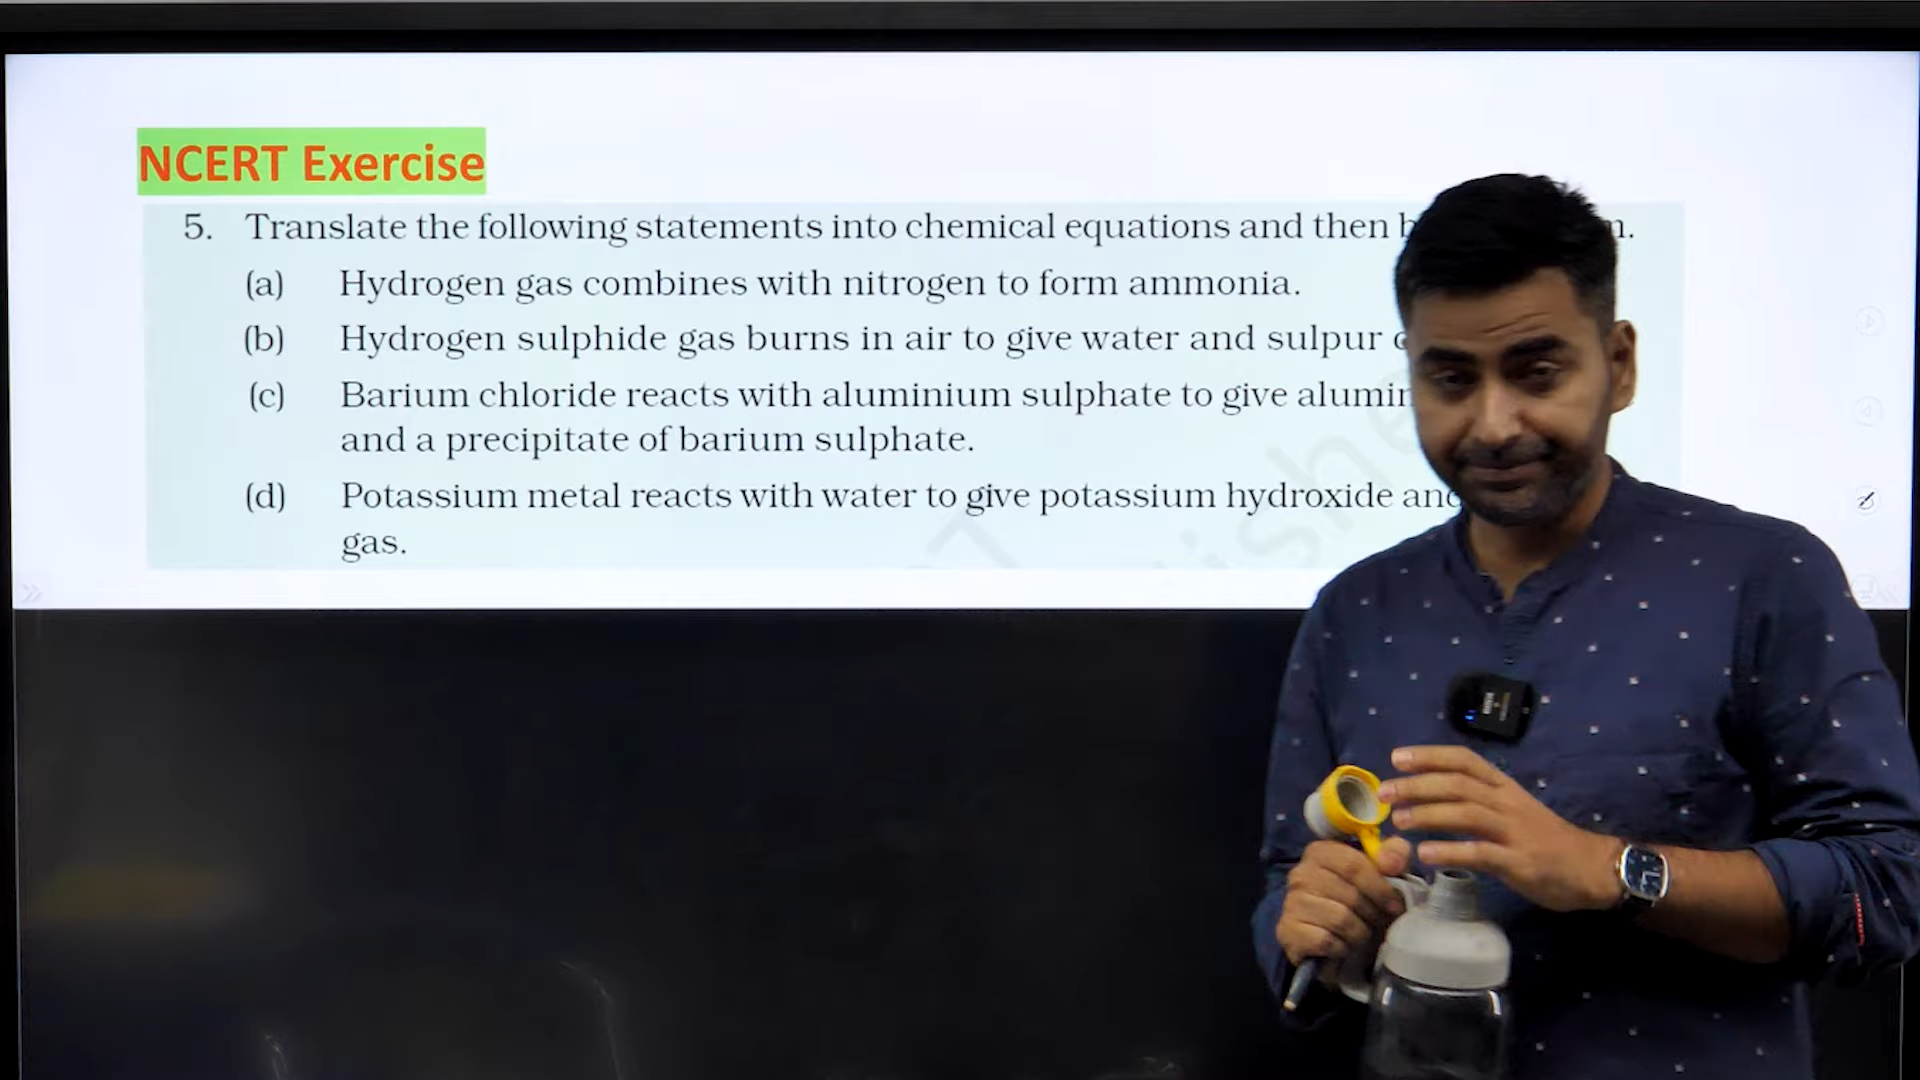 NCERT Exercise
5. Translate the following statements into chemical equations and then
(a) Hydrogen gas combines with nitrogen to form ammonia.
(b) Hydrogen sulphide gas burns in air to give water and sulpur
(c) Barium chloride reacts with aluminium sulphate to give
and a precipitate of barium sulphate.
(d) Potassium metal reacts with water to give potassium hydroxide
gas.